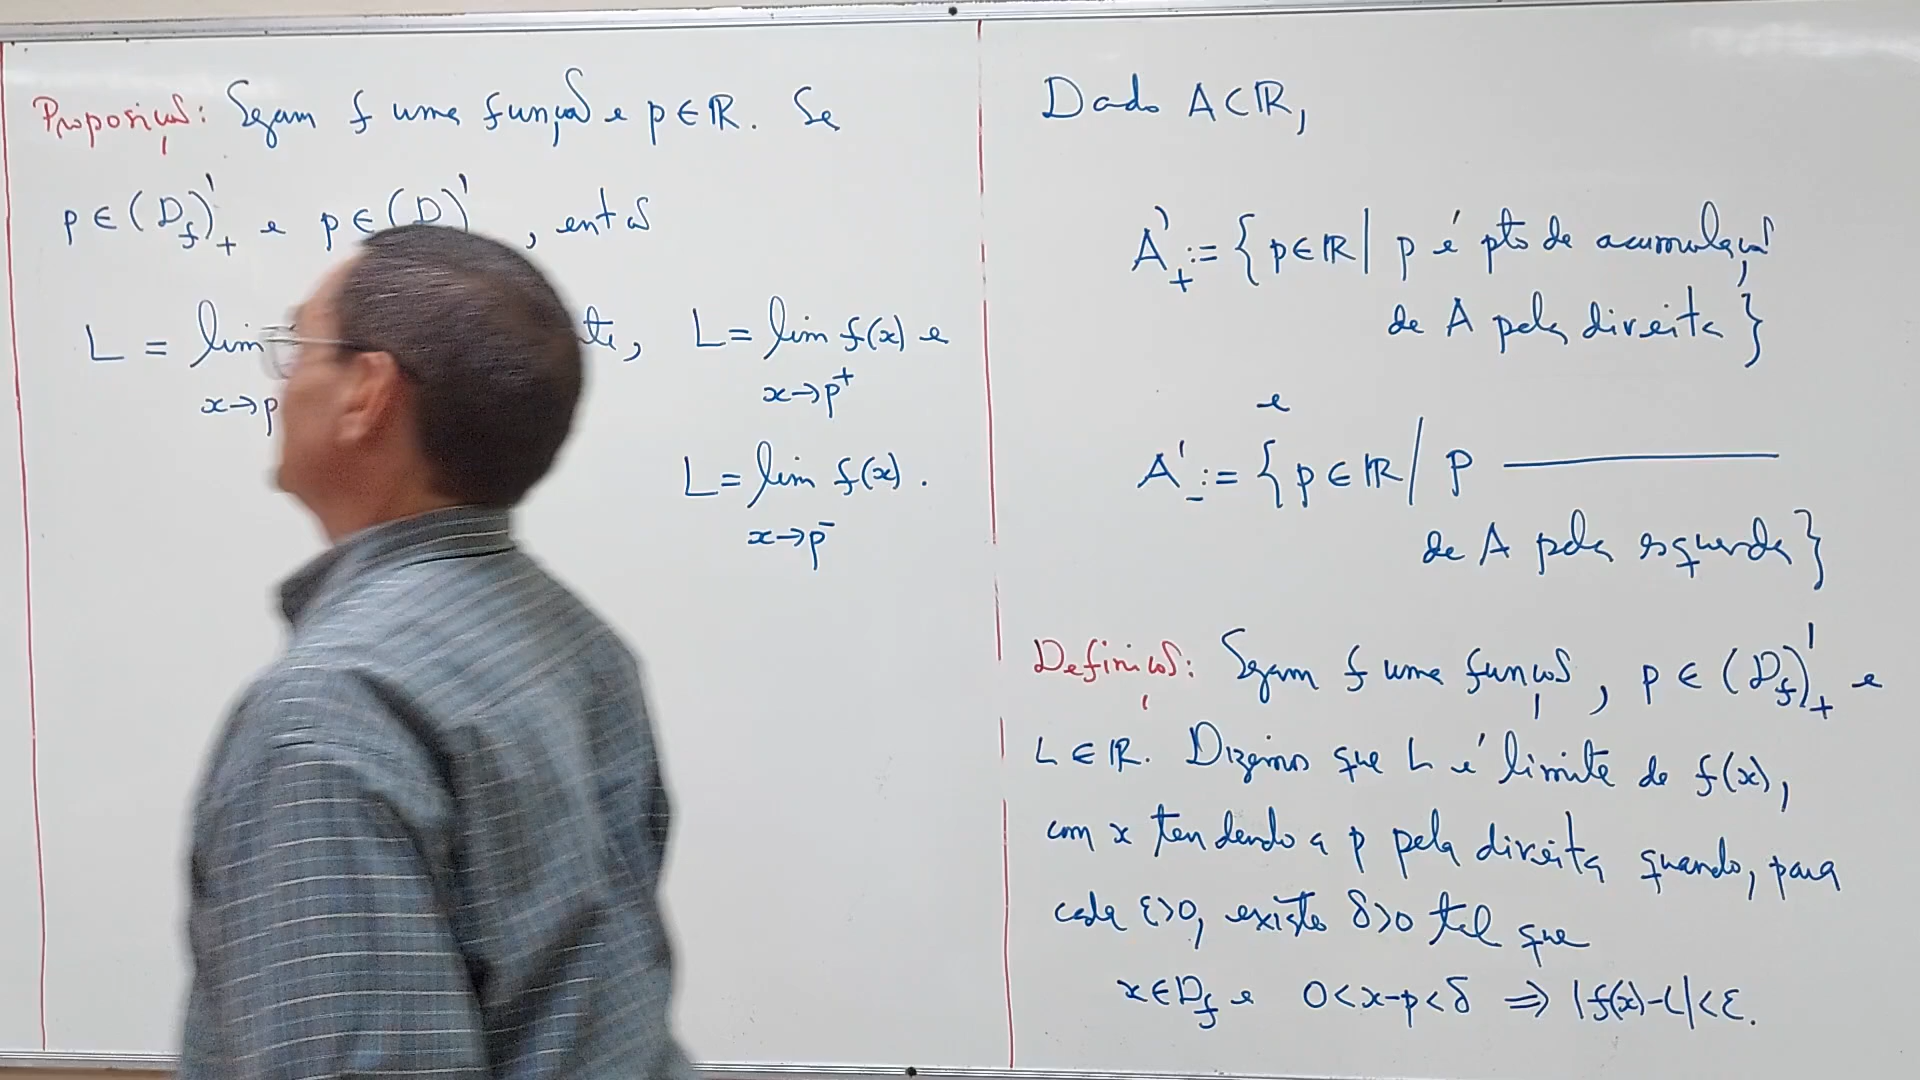 Proposição: Sejam f uma função e p ∈ ℝ. Se
p ∈ (D_f)'₊ e p ∈ (D)' , então
L = lim te, L = lim f(x) e
x→p x→p⁺
L = lim f(x).
x→p⁻
Dado A⊂ℝ,
A'₊ := {p∈ℝ | p é pto de acumulação
de A pela direita}
e
A'₋ := {p∈ℝ / p ————
de A pela esquerda}
Definição: Sejam f uma função, p ∈ (D_f)'₊ e
L ∈ ℝ. Dizemos que L é limite de f(x),
com x tendendo a p pela direita quando, para
cada ε>0, existe δ>0 tal que
x∈D_f e 0<x-p<δ ⇒ |f(x)-L|<ε.